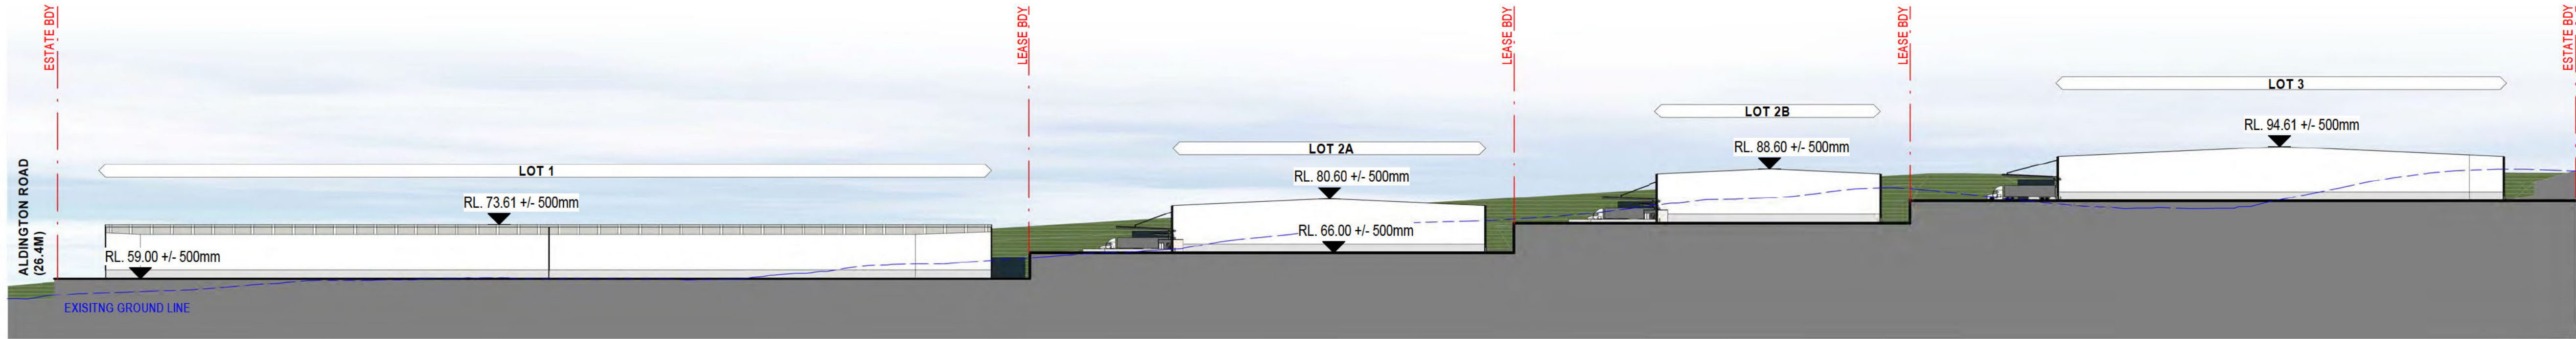 ESTATE BDY
LEASE BDY
LEASE BDY
LEASE BDY
ESTATE BDY
LOT 3
LOT 2B
RL. 94.61 +/- 500mm
LOT 2A
RL. 88.60 +/- 500mm
LOT 1
RL. 80.60 +/- 500mm
RL. 73.61 +/- 500mm
RL. 66.00 +/- 500mm
ALDINGTON ROAD
(26.4M)
RL. 59.00 +/- 500mm
EXISITNG GROUND LINE